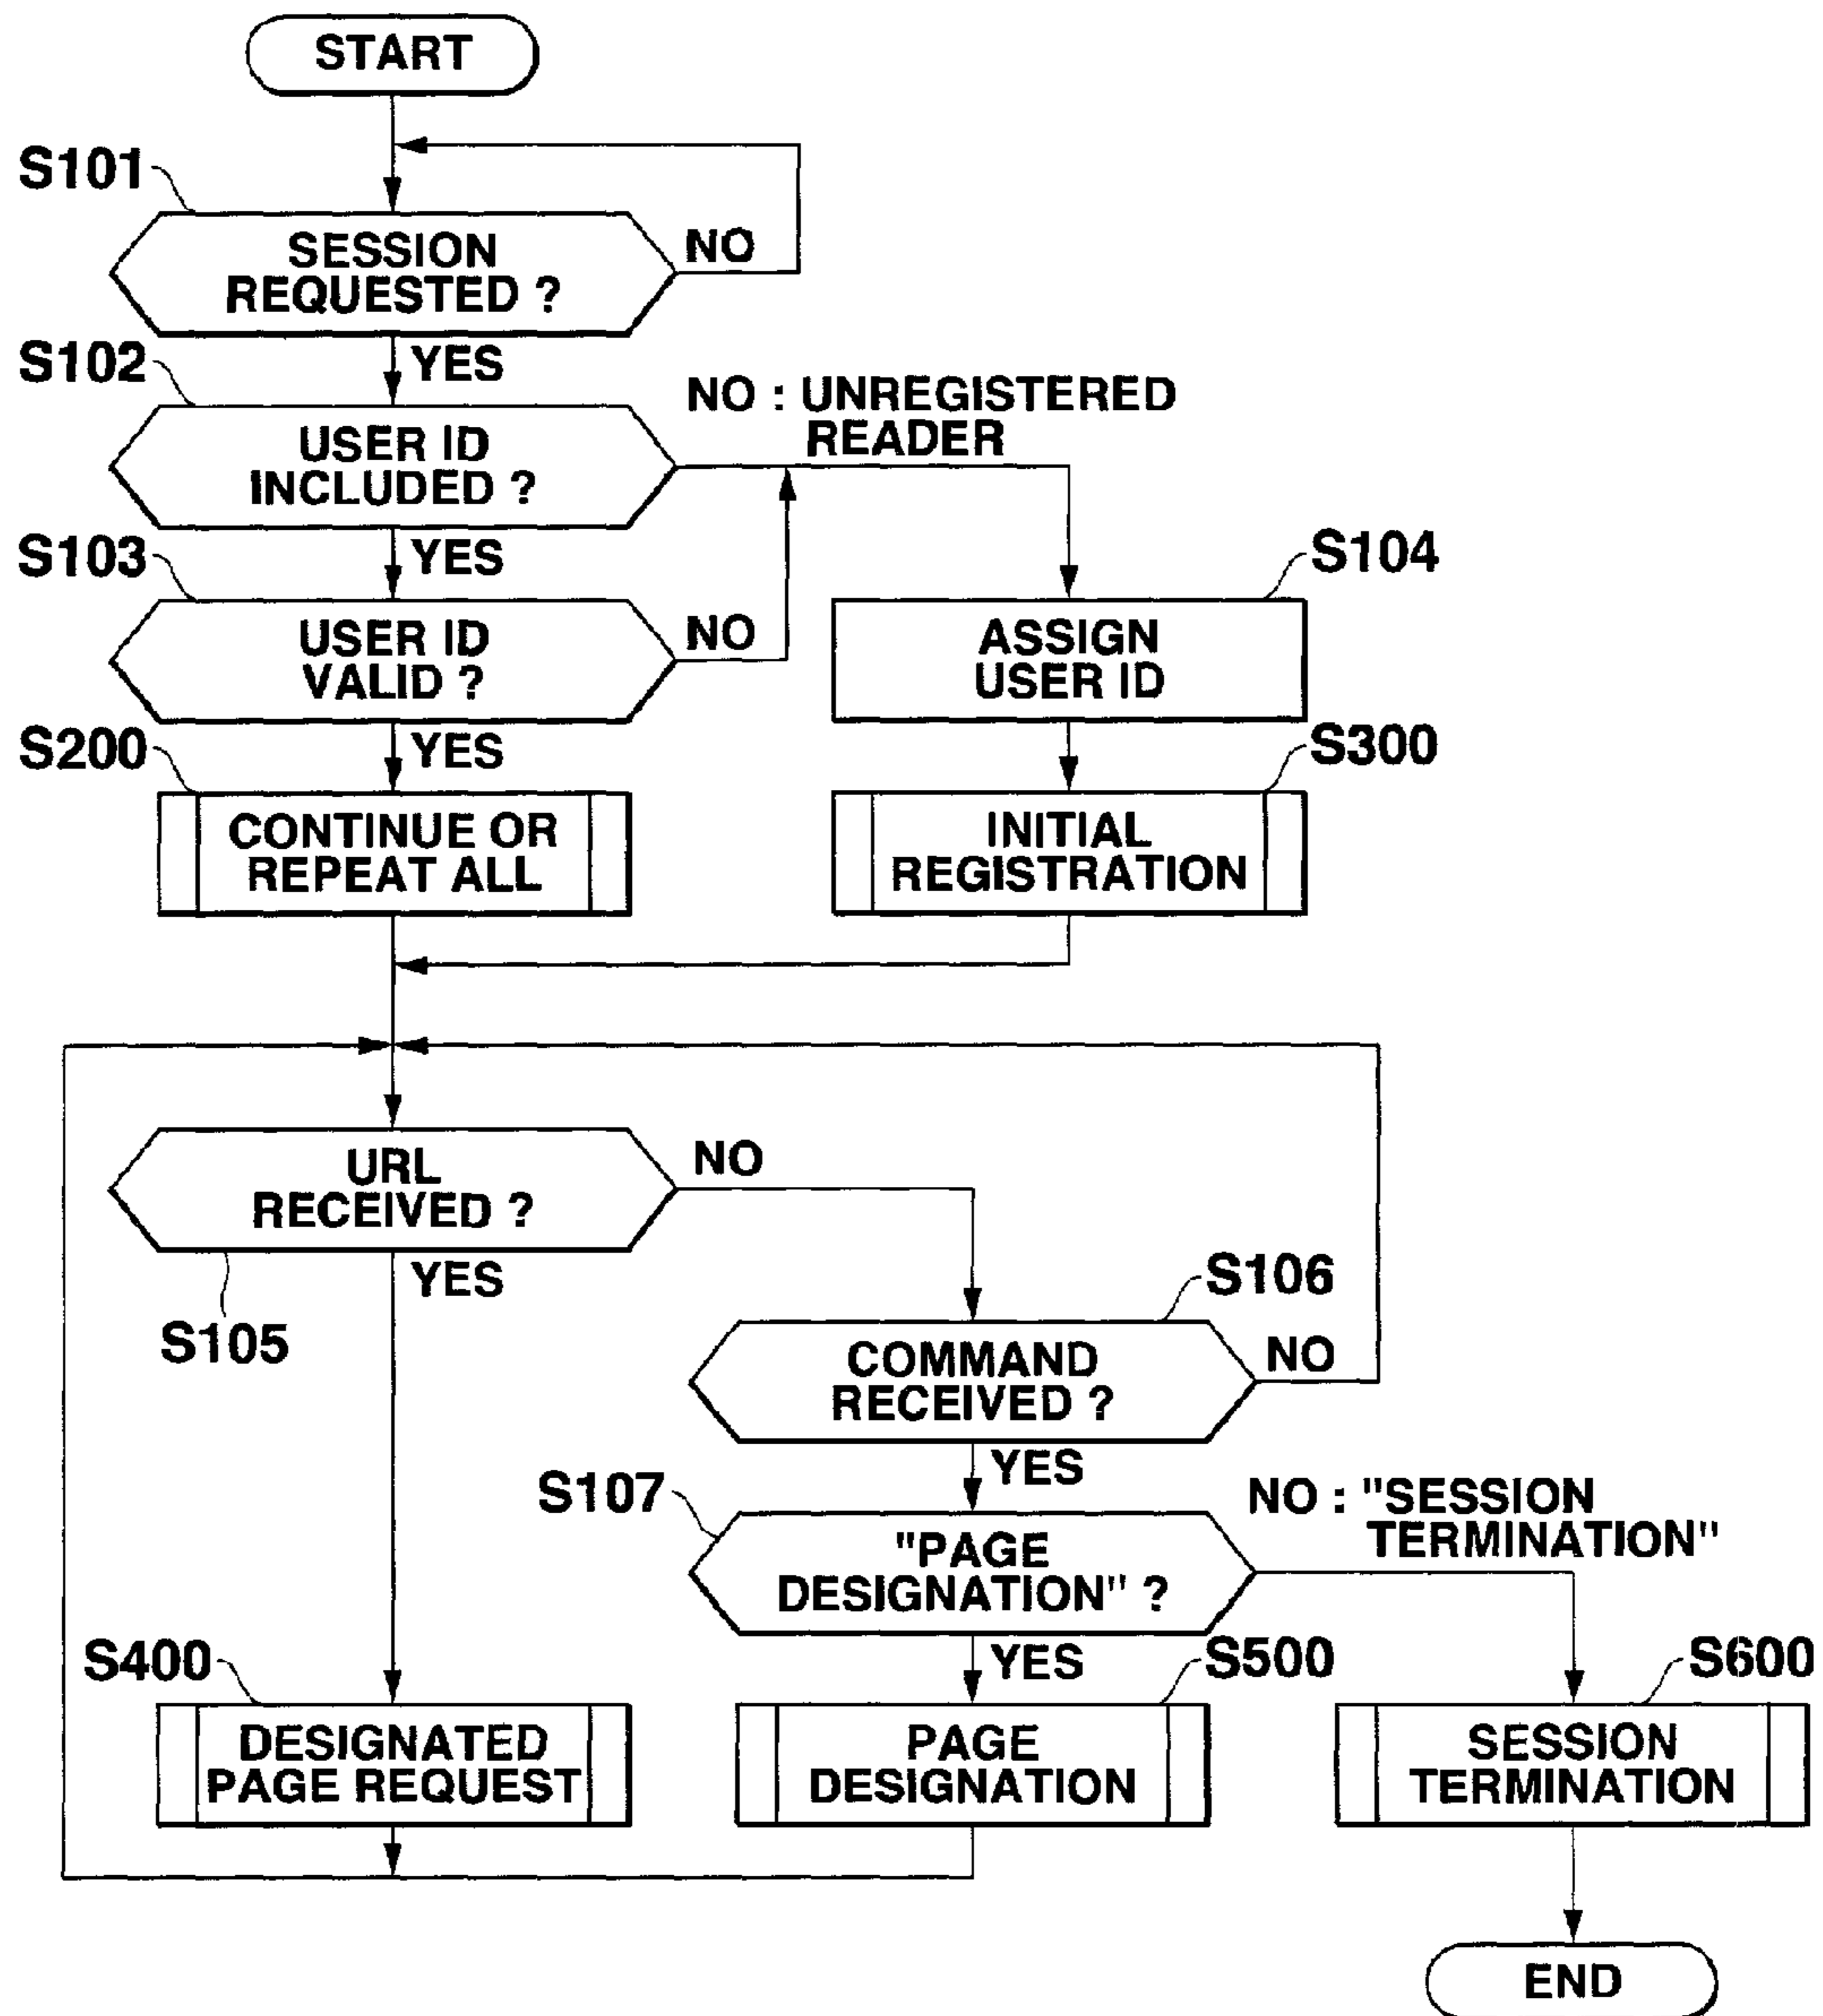 START
S101
SESSION
REQUESTED ?
NO
S102
YES
NO : UNREGISTERED
READER
USER ID
INCLUDED ?
S103
YES
S104
USER ID
VALID ?
NO
ASSIGN
USER ID
S200
YES
S300
CONTINUE OR
REPEAT ALL
INITIAL
REGISTRATION
URL
RECEIVED ?
NO
YES
S105
S106
COMMAND
RECEIVED ?
NO
YES
S107
NO : "SESSION
TERMINATION"
"PAGE
DESIGNATION" ?
S400
YES
S500
S600
DESIGNATED
PAGE REQUEST
PAGE
DESIGNATION
SESSION
TERMINATION
END